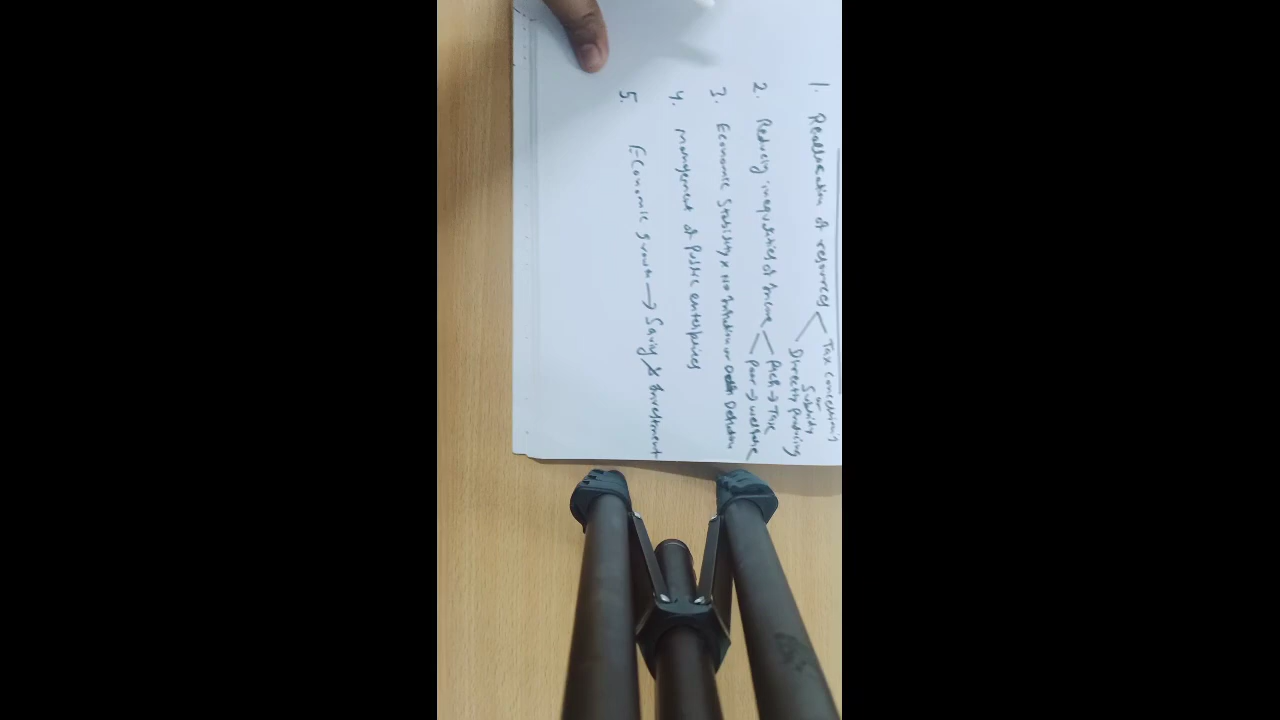 1. Reallocation of resources < Tax concessions
or
Subsidy
Directly producing
2. Reducing inequalities of Income < Rich → Tax
Poor → welfare
3. Economic Stability × No Inflation or Deflation
4. management of public enterprises
5. Economic growth → Saving & Investment